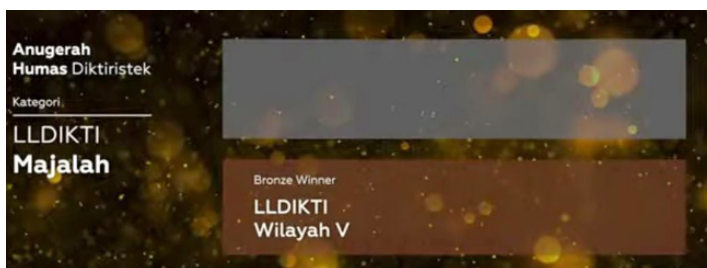 Anugerah
Humas Diktiristek
Kategori
LLDIKTI
Majalah
Bronze Winner
LLDIKTI
Wilayah V